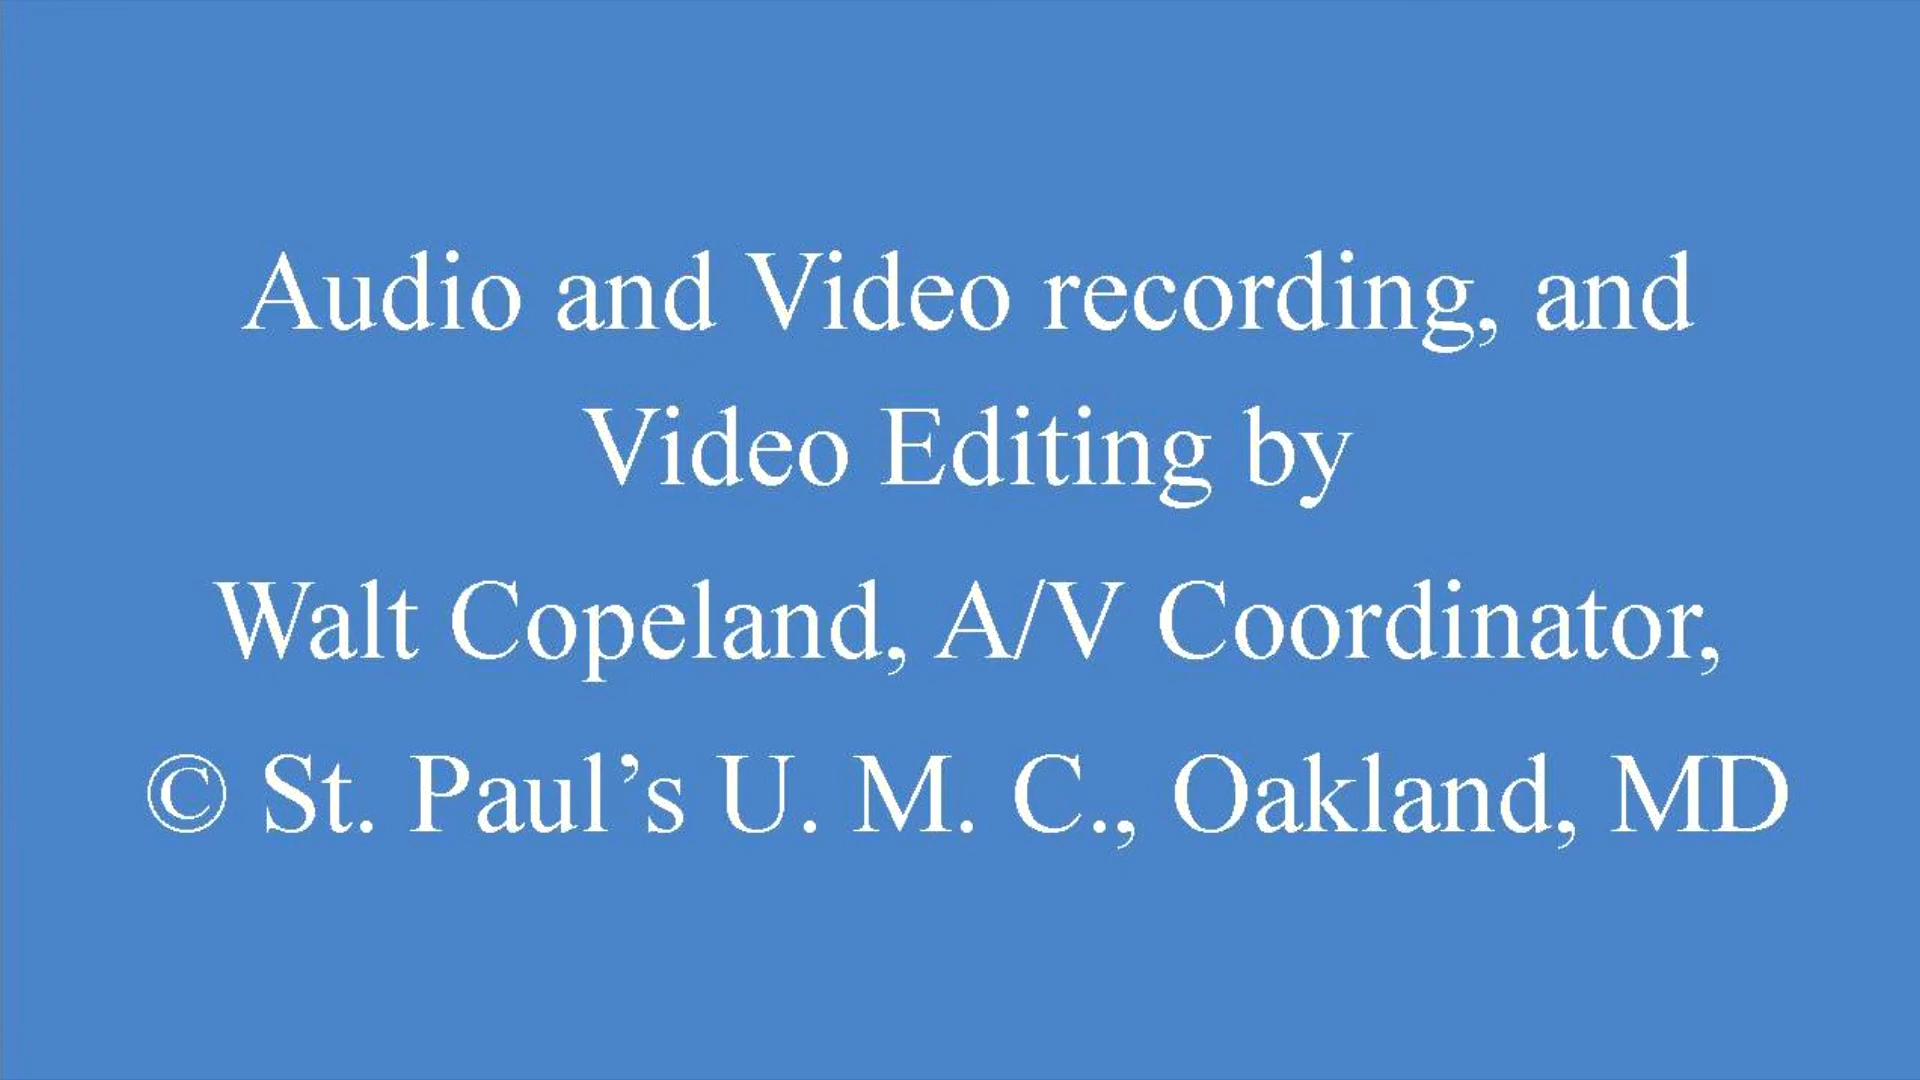 Audio and Video recording, and
Video Editing by
Walt Copeland, A/V Coordinator,
© St. Paul’s U. M. C., Oakland, MD